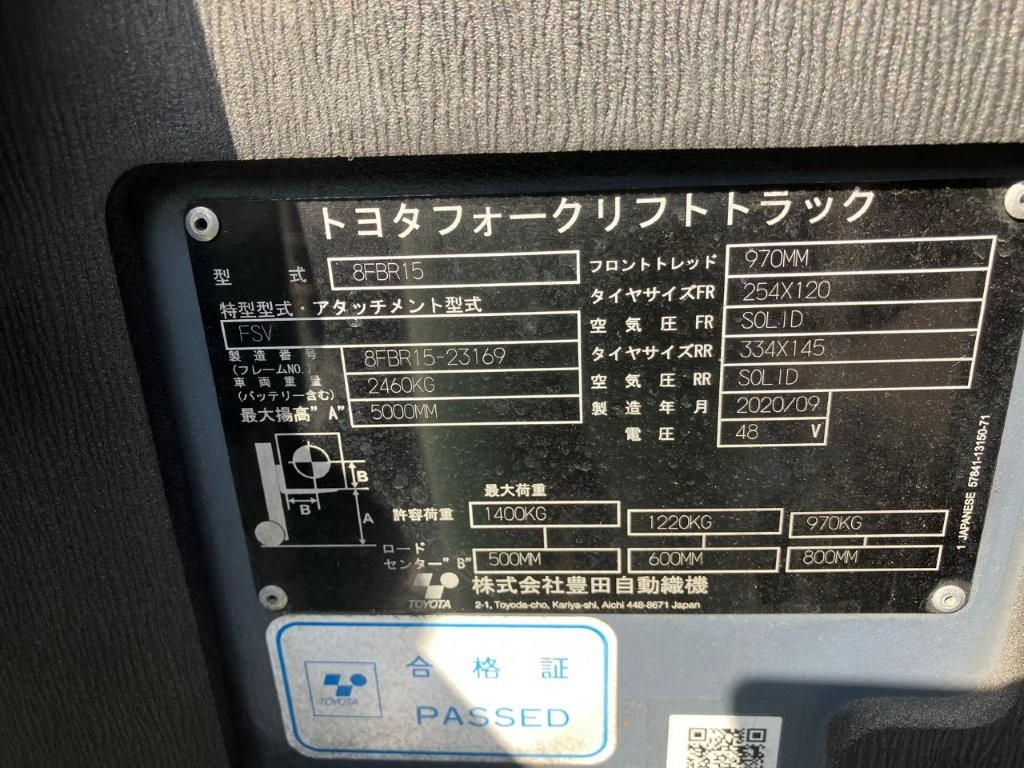 トヨタフォークリフトトラック
型式 8FBR15
特型型式・アタッチメント型式
FSV
製造番号
(フレームNO.) 8FBR15-23169
車両重量
(バッテリー含む) 2460KG
最大揚高"A" 5000MM
フロントトレッド 970MM
タイヤサイズFR 254X120
空気圧 FR SOLID
タイヤサイズRR 334X145
空気圧 RR SOLID
製造年月 2020/09
電圧 48 V
B
B
A
最大荷重
許容荷重 1400KG 1220KG 970KG
ロード
センター"B" 500MM 600MM 800MM
TOYOTA 株式会社豊田自動織機
2-1, Toyoda-cho, Kariya-shi, Aichi 448-8671 Japan
1 JAPANESE 57841-13150-71
合格証
TOYOTA
PASSED